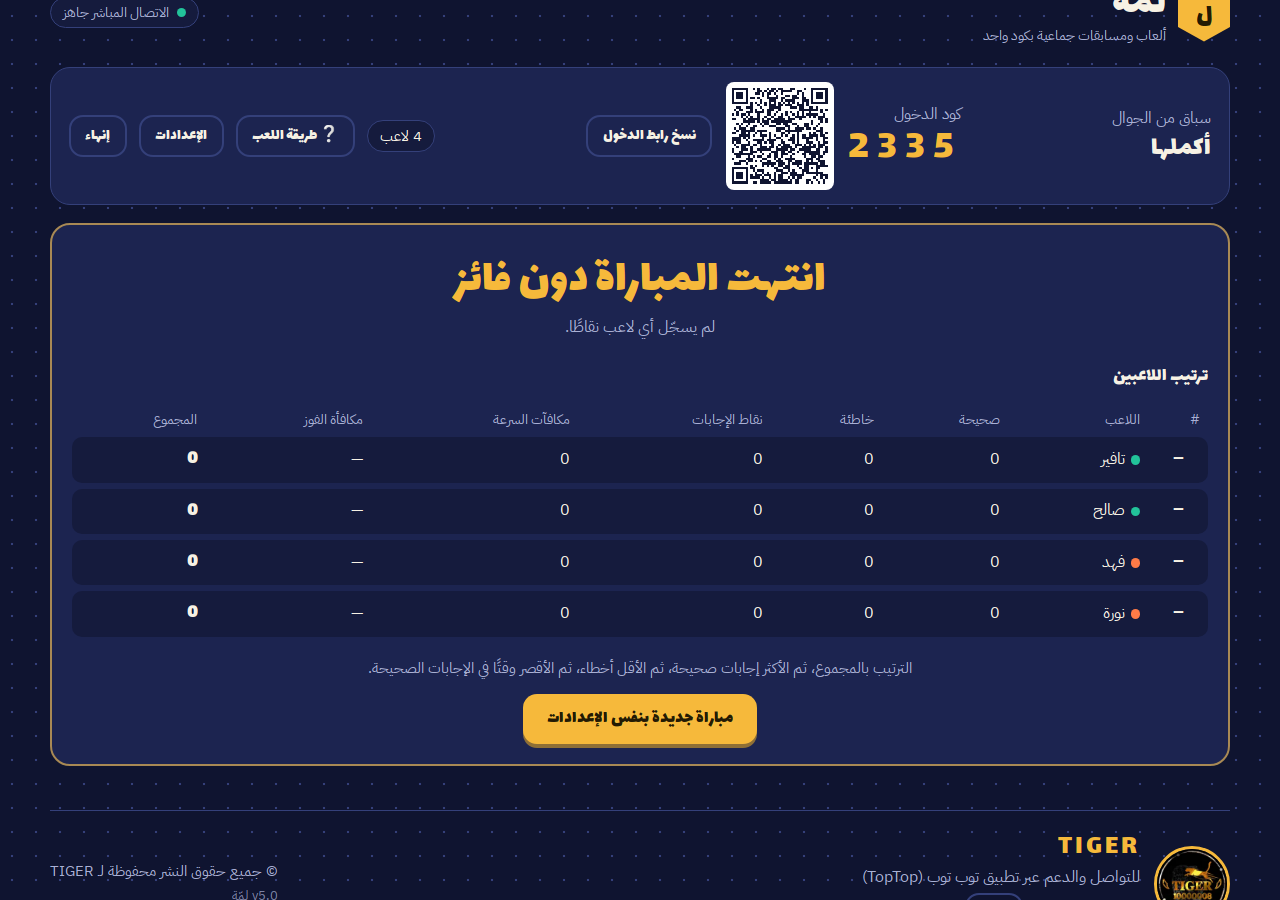 لمّة
ل
ألعاب ومسابقات جماعية بكود واحد
الاتصال المباشر جاهز
سباق من الجوال
أكملها
كود الدخول
2335
نسخ رابط الدخول
4 لاعب
❔ طريقة اللعب
الإعدادات
إنهاء
انتهت المباراة دون فائز
لم يسجّل أي لاعب نقاطًا.
ترتيب اللاعبين
# اللاعب صحيحة خاطئة نقاط الإجابات مكافآت السرعة مكافأة الفوز المجموع
– تافير 0 0 0 0 — 0
– صالح 0 0 0 0 — 0
– فهد 0 0 0 0 — 0
– نورة 0 0 0 0 — 0
الترتيب بالمجموع، ثم الأكثر إجابات صحيحة، ثم الأقل أخطاء، ثم الأقصر وقتًا في الإجابات الصحيحة.
مباراة جديدة بنفس الإعدادات
TIGER
للتواصل والدعم عبر تطبيق توب توب (TopTop)
TIGER
© جميع حقوق النشر محفوظة لـ TIGER
لمّة v5.0